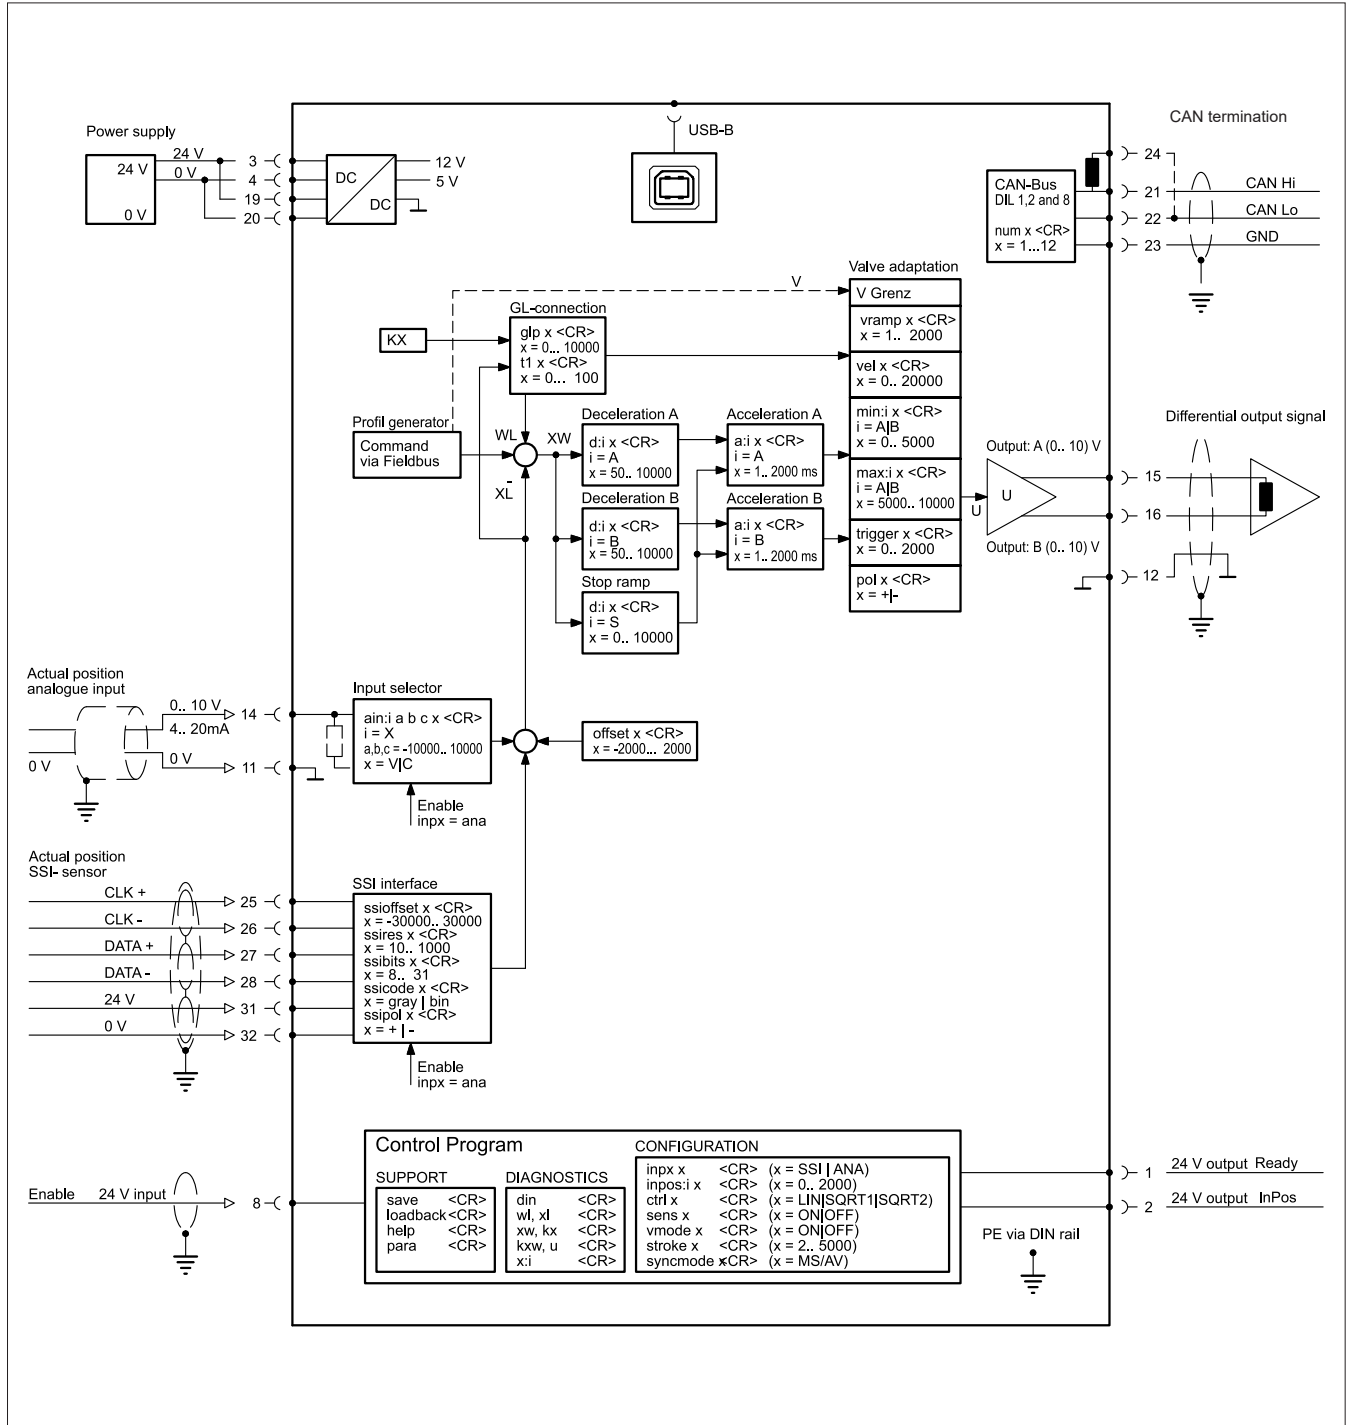 USB-B
Power supply
24 V
0 V
24 V
0 V
3
4
19
20
DC
DC
12 V
5 V
CAN termination
CAN-Bus
DIL 1,2 and 8
num x <CR>
x = 1...12
24
21
22
23
CAN Hi
CAN Lo
GND
V
GL-connection
glp x <CR>
x = 0... 10000
t1 x <CR>
x = 0... 100
KX
Valve adaptation
V Grenz
vramp x <CR>
x = 1.. 2000
vel x <CR>
x = 0.. 20000
min:i x <CR>
i = A|B
x = 0.. 5000
max:i x <CR>
i = A|B
x = 5000.. 10000
trigger x <CR>
x = 0.. 2000
pol x <CR>
x = +|-
Profil generator
Command
via Fieldbus
WL
XW
XL
-
Deceleration A
d:i x <CR>
i = A
x = 50.. 10000
Acceleration A
a:i x <CR>
i = A
x = 1.. 2000 ms
Deceleration B
d:i x <CR>
i = B
x = 50.. 10000
Acceleration B
a:i x <CR>
i = B
x = 1.. 2000 ms
Stop ramp
d:i x <CR>
i = S
x = 0.. 10000
Differential output signal
Output: A (0.. 10) V
U
U
Output: B (0.. 10) V
15
16
12
Actual position
analogue input
0.. 10 V
4.. 20mA
0 V
0 V
14
11
Input selector
ain:i a b c x <CR>
i = X
a,b,c = -10000.. 10000
x = V|C
Enable
inpx = ana
offset x <CR>
x = -2000... 2000
Actual position
SSI- sensor
CLK +
CLK -
DATA +
DATA -
24 V
0 V
25
26
27
28
31
32
SSI interface
ssioffset x <CR>
x = -30000.. 30000
ssires x <CR>
x = 10.. 1000
ssibits x <CR>
x = 8.. 31
ssicode x <CR>
x = gray | bin
ssipol x <CR>
x = + | -
Enable
inpx = ana
Enable 24 V input
8
Control Program
SUPPORT
save <CR>
loadback <CR>
help <CR>
para <CR>
DIAGNOSTICS
din <CR>
wl, xl <CR>
xw, kx <CR>
kxw, u <CR>
x:i <CR>
CONFIGURATION
inpx x <CR> (x = SSI | ANA)
inpos:i x <CR> (x = 0.. 2000)
ctrl x <CR> (x = LIN|SQRT1|SQRT2)
sens x <CR> (x = ON|OFF)
vmode x <CR> (x = ON|OFF)
stroke x <CR> (x = 2.. 5000)
syncmode x <CR> (x = MS/AV)
1 24 V output Ready
2 24 V output InPos
PE via DIN rail